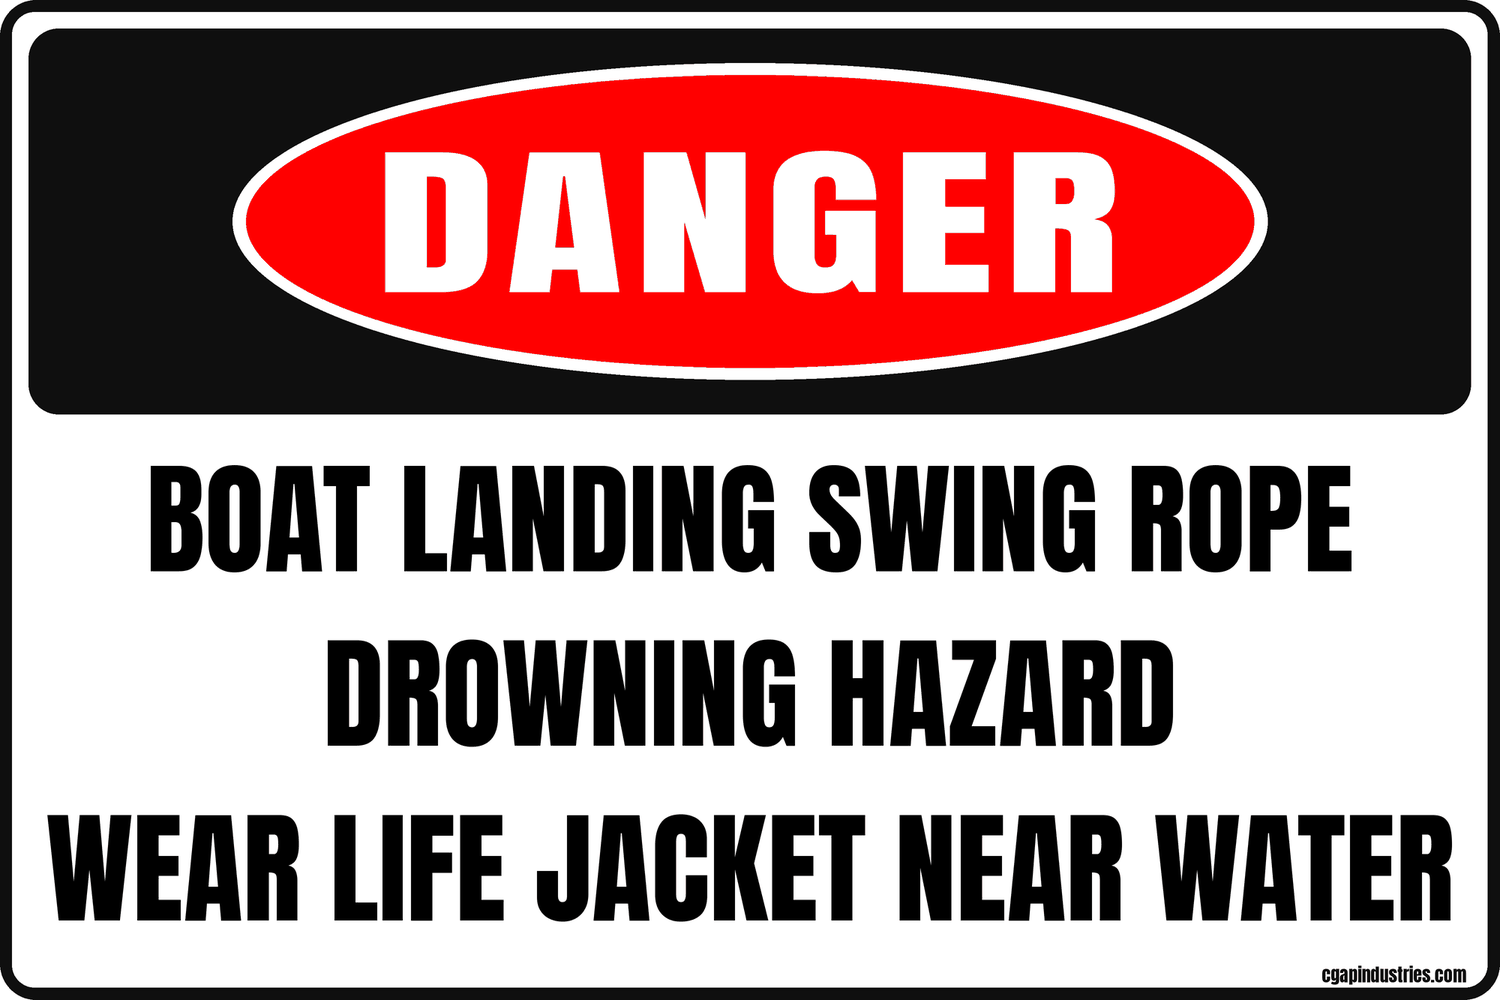 DANGER
BOAT LANDING SWING ROPE
DROWNING HAZARD
WEAR LIFE JACKET NEAR WATER
cgapindustries.com